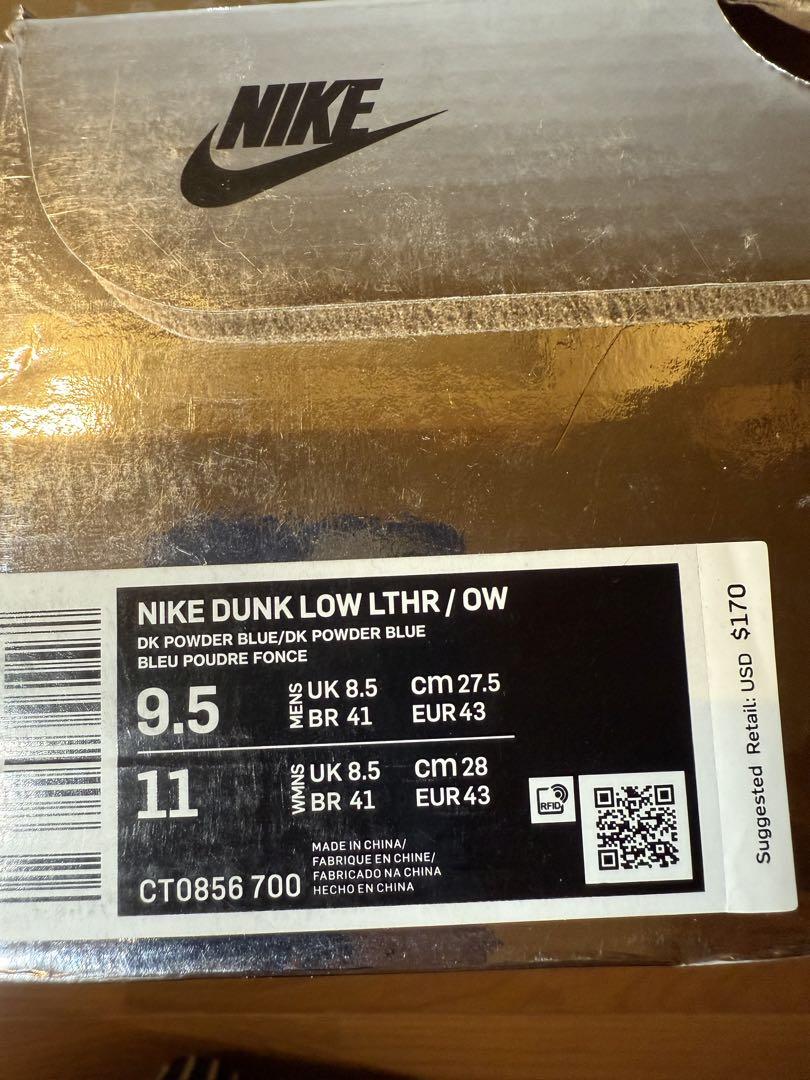 NIKE
NIKE DUNK LOW LTHR / OW
DK POWDER BLUE/DK POWDER BLUE
BLEU POUDRE FONCE
9.5 MENS UK 8.5 cm 27.5
BR 41 EUR 43
11 WMNS UK 8.5 cm 28
BR 41 EUR 43
RFID
CT0856 700
MADE IN CHINA/
FABRIQUE EN CHINE/
FABRICADO NA CHINA
HECHO EN CHINA
Suggested Retail: USD $170